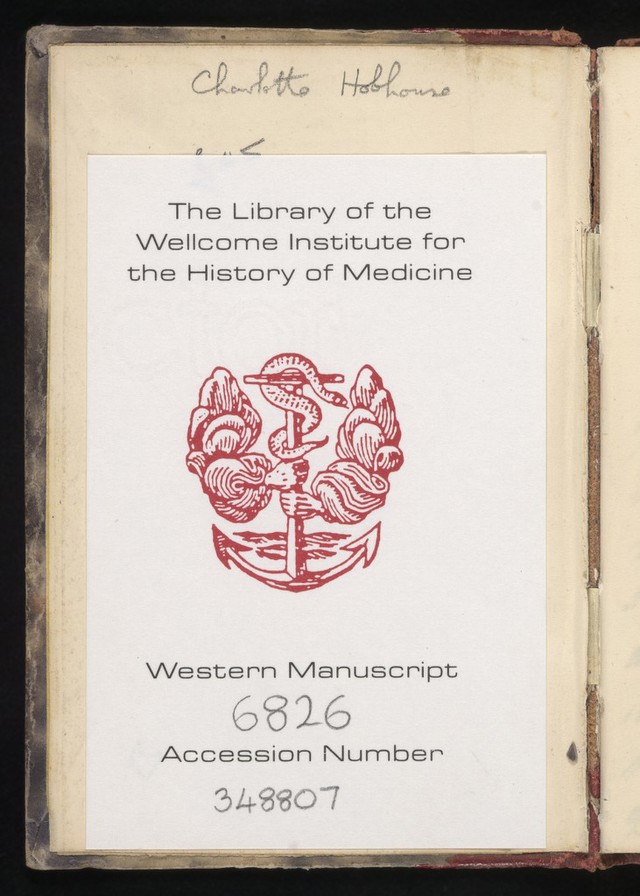 Charlotte Hobhouse
The Library of the
Wellcome Institute for
the History of Medicine
Western Manuscript
6826
Accession Number
348807